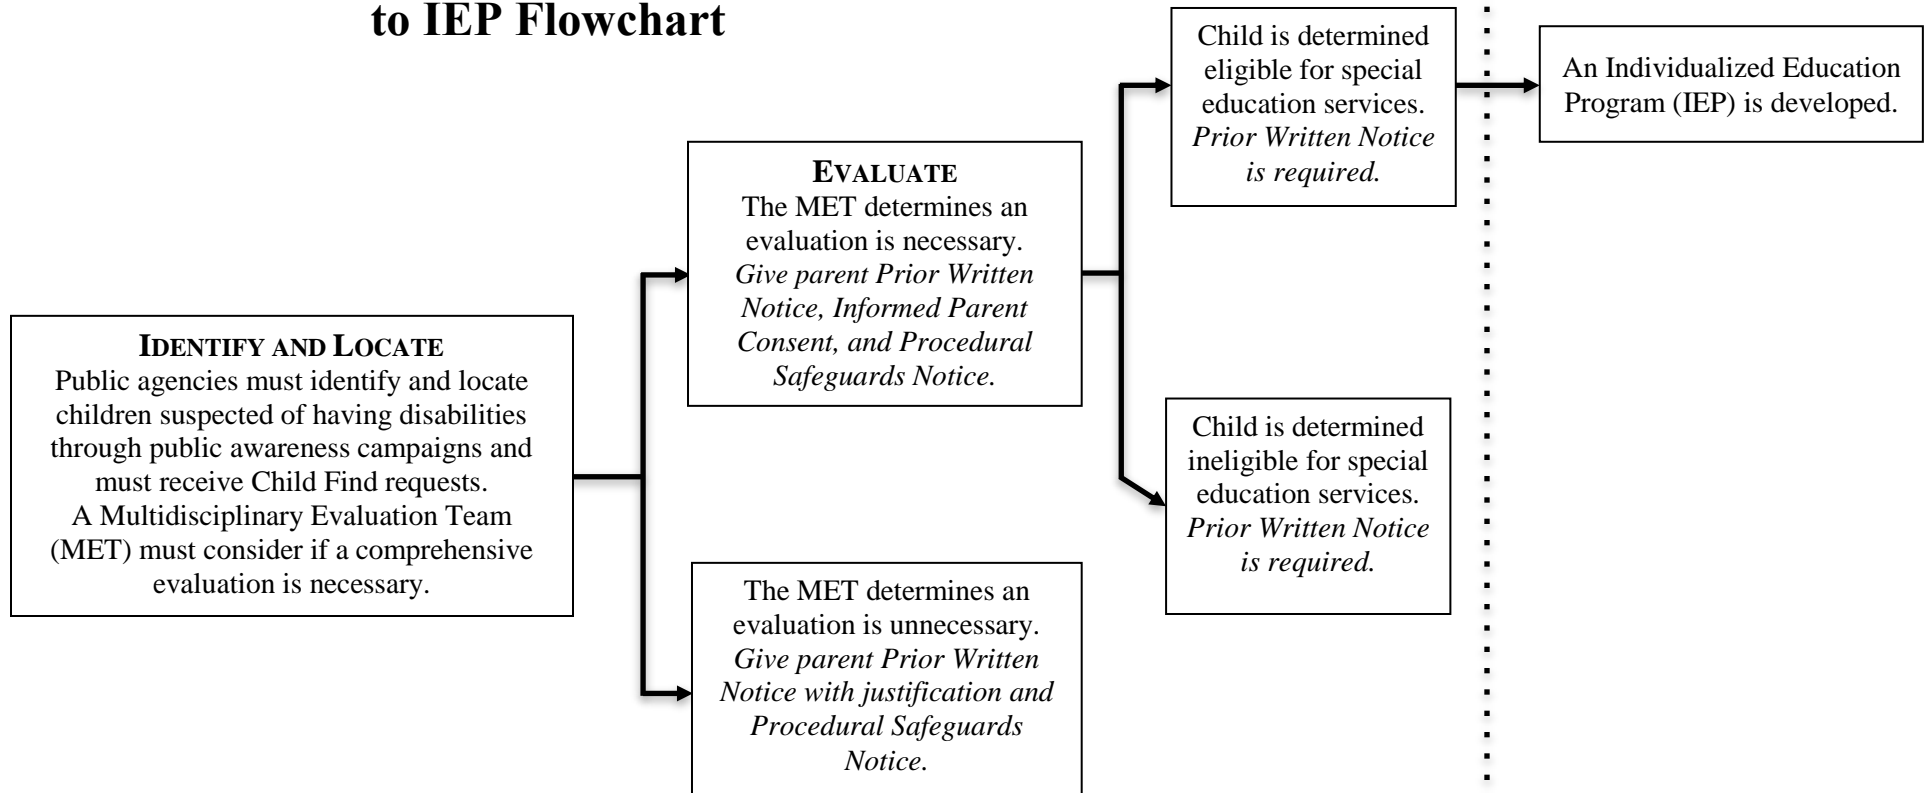 to IEP Flowchart
IDENTIFY AND LOCATE
Public agencies must identify and locate
children suspected of having disabilities
through public awareness campaigns and
must receive Child Find requests.
A Multidisciplinary Evaluation Team
(MET) must consider if a comprehensive
evaluation is necessary.
EVALUATE
The MET determines an
evaluation is necessary.
Give parent Prior Written
Notice, Informed Parent
Consent, and Procedural
Safeguards Notice.
The MET determines an
evaluation is unnecessary.
Give parent Prior Written
Notice with justification and
Procedural Safeguards
Notice.
Child is determined
eligible for special
education services.
Prior Written Notice
is required.
Child is determined
ineligible for special
education services.
Prior Written Notice
is required.
An Individualized Education
Program (IEP) is developed.